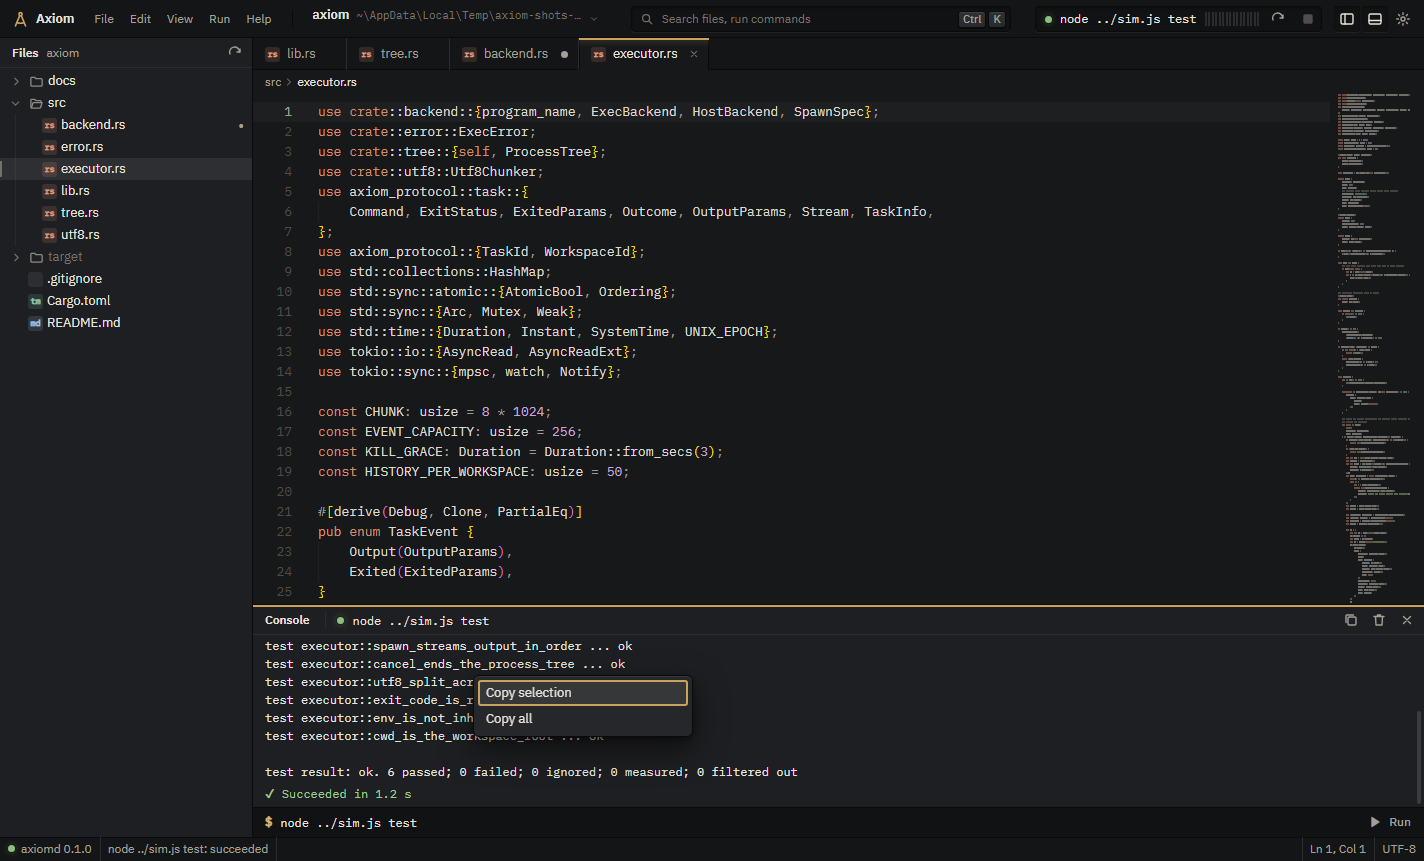 Axiom File Edit View Run Help axiom ~\AppData\Local\Temp\axiom-shots-… Search files, run commands Ctrl K node ../sim.js test
Files axiom
docs
src
rs backend.rs
rs error.rs
rs executor.rs
rs lib.rs
rs tree.rs
rs utf8.rs
target
.gitignore
tm Cargo.toml
md README.md
rs lib.rs rs tree.rs rs backend.rs rs executor.rs
src executor.rs
1 use crate::backend::{program_name, ExecBackend, HostBackend, SpawnSpec};
2 use crate::error::ExecError;
3 use crate::tree::{self, ProcessTree};
4 use crate::utf8::Utf8Chunker;
5 use axiom_protocol::task::{
6 Command, ExitStatus, ExitedParams, Outcome, OutputParams, Stream, TaskInfo,
7 };
8 use axiom_protocol::{TaskId, WorkspaceId};
9 use std::collections::HashMap;
10 use std::sync::atomic::{AtomicBool, Ordering};
11 use std::sync::{Arc, Mutex, Weak};
12 use std::time::{Duration, Instant, SystemTime, UNIX_EPOCH};
13 use tokio::io::{AsyncRead, AsyncReadExt};
14 use tokio::sync::{mpsc, watch, Notify};
15
16 const CHUNK: usize = 8 * 1024;
17 const EVENT_CAPACITY: usize = 256;
18 const KILL_GRACE: Duration = Duration::from_secs(3);
19 const HISTORY_PER_WORKSPACE: usize = 50;
20
21 #[derive(Debug, Clone, PartialEq)]
22 pub enum TaskEvent {
23 Output(OutputParams),
24 Exited(ExitedParams),
25 }
Console node ../sim.js test
test executor::spawn_streams_output_in_order ... ok
test executor::cancel_ends_the_process_tree ... ok
test executor::utf8_split_acr
test executor::exit_code_is_r
test executor::env_is_not_inh
test executor::cwd_is_the_workspace_root ... ok
Copy selection
Copy all
test result: ok. 6 passed; 0 failed; 0 ignored; 0 measured; 0 filtered out
✓ Succeeded in 1.2 s
$ node ../sim.js test Run
axiomd 0.1.0 node ../sim.js test: succeeded Ln 1, Col 1 UTF-8